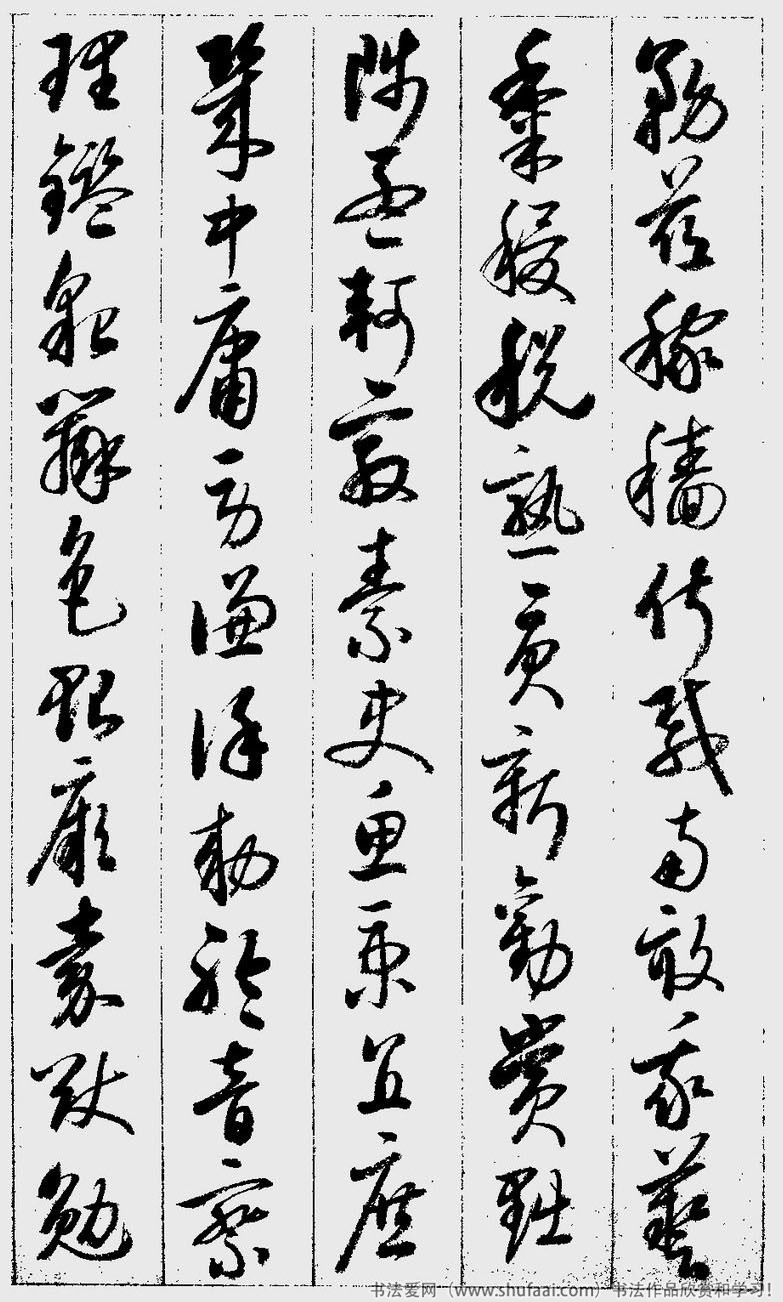 務茲稼穡俶載南畝我藝
黍稷稅熟貢新勸賞黜
陟孟軻敦素史魚秉直庶
幾中庸勞謙謹敕聆音察
理鑑貌辨色貽厥嘉猷勉
书法爱网（www.shufaai.com）书法作品欣赏和学习！